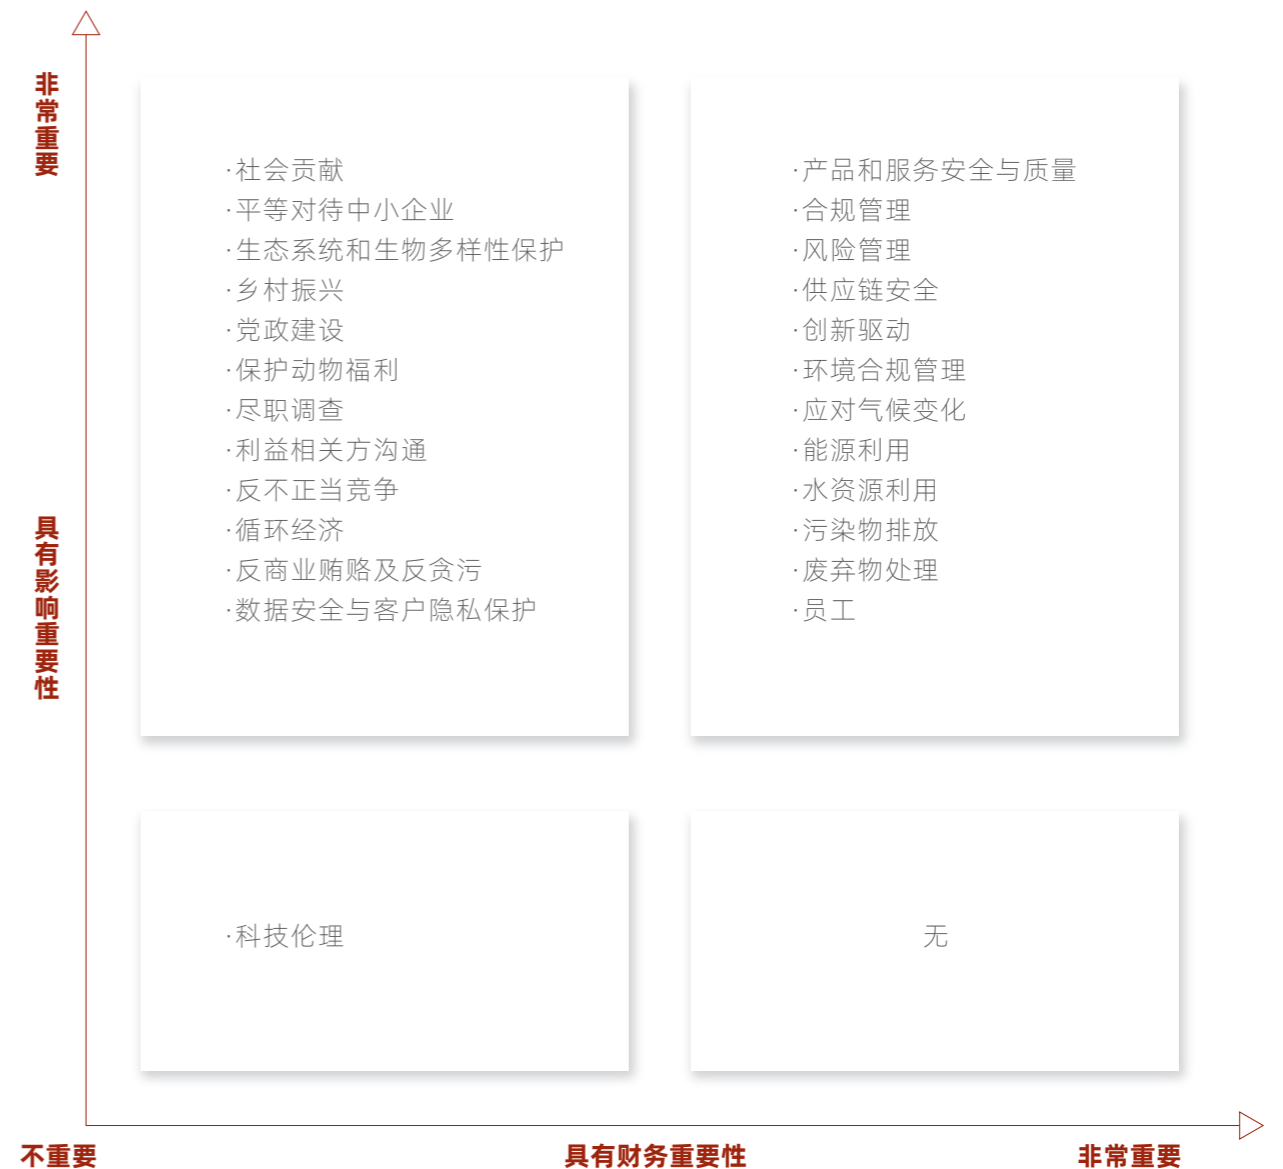 非常重要
具有影响重要性
·社会贡献
·平等对待中小企业
·生态系统和生物多样性保护
·乡村振兴
·党政建设
·保护动物福利
·尽职调查
·利益相关方沟通
·反不正当竞争
·循环经济
·反商业贿赂及反贪污
·数据安全与客户隐私保护
·产品和服务安全与质量
·合规管理
·风险管理
·供应链安全
·创新驱动
·环境合规管理
·应对气候变化
·能源利用
·水资源利用
·污染物排放
·废弃物处理
·员工
·科技伦理
无
不重要
具有财务重要性
非常重要